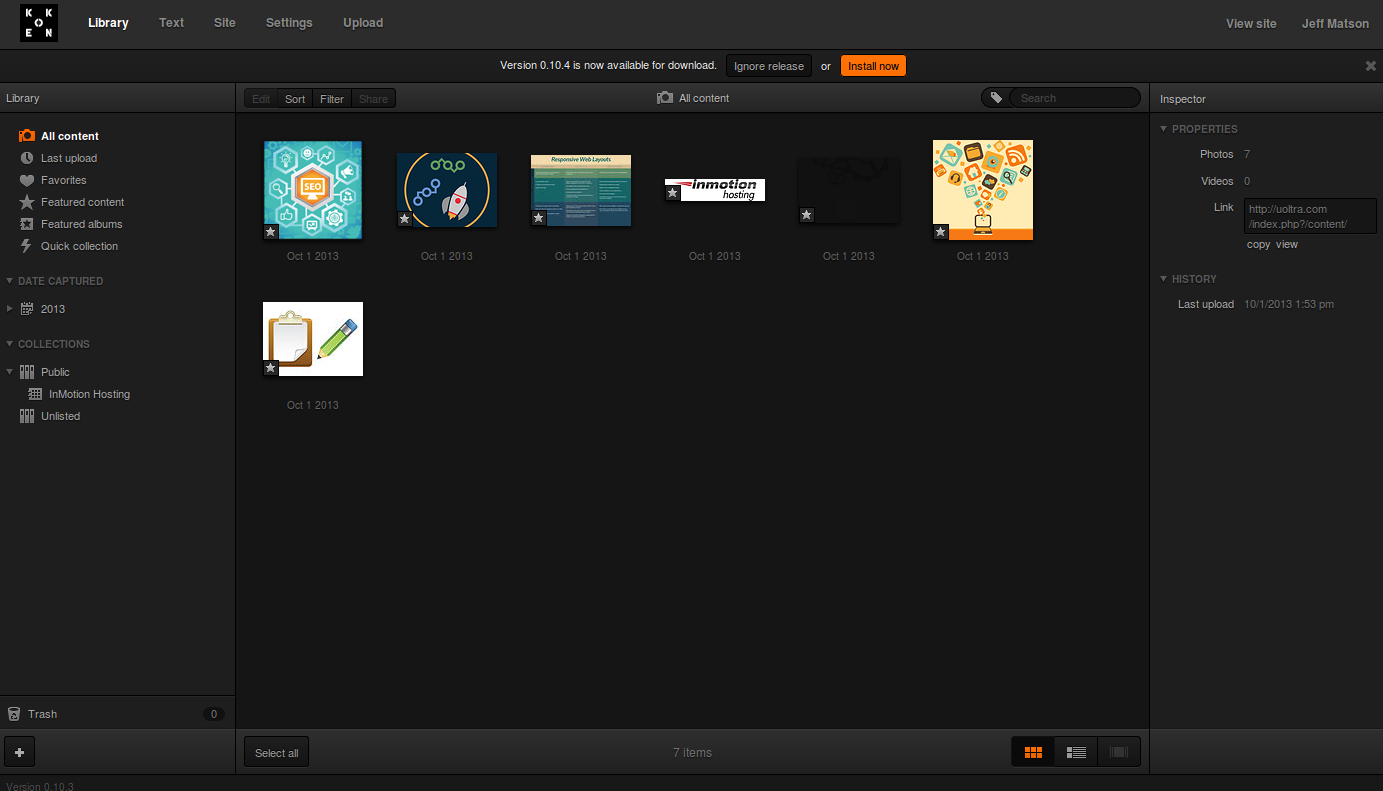 K K
O
E N
Library Text Site Settings Upload View site Jeff Matson
Version 0.10.4 is now available for download. Ignore release or Install now
Library
Edit Sort Filter Share
All content
Search
Inspector
All content
Last upload
Favorites
Featured content
Featured albums
Quick collection
DATE CAPTURED
2013
COLLECTIONS
Public
InMotion Hosting
Unlisted
Trash 0
SEO
Responsive Web Layouts
inmotion
hosting
Oct 1 2013 Oct 1 2013 Oct 1 2013 Oct 1 2013 Oct 1 2013 Oct 1 2013
Oct 1 2013
Select all
7 items
PROPERTIES
Photos 7
Videos 0
Link http://uoltra.com
/index.php?/content/
copy view
HISTORY
Last upload 10/1/2013 1:53 pm
Version 0.10.3